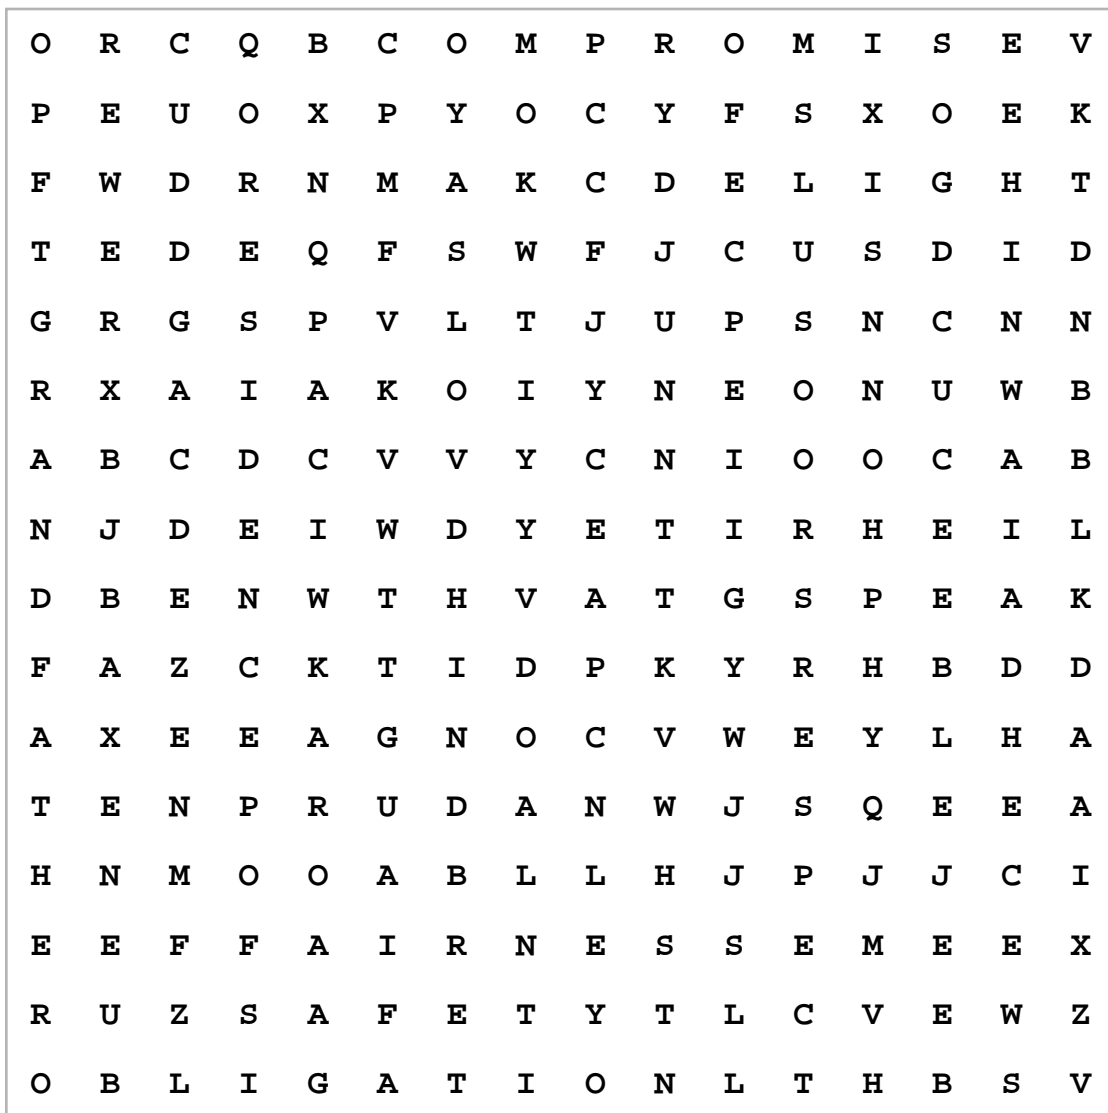 O R C Q B C O M P R O M I S E V
P E U O X P Y O C Y F S X O E K
F W D R N M A K C D E L I G H T
T E D E Q F S W F J C U S D I D
G R G S P V L T J U P S N C N N
R X A I A K O I Y N E O N U W B
A B C D C V V Y C N I O O C A B
N J D E I W D Y E T I R H E I L
D B E N W T H V A T G S P E A K
F A Z C K T I D P K Y R H B D D
A X E E A G N O C V W E Y L H A
T E N P R U D A N W J S Q E E A
H N M O O A B L L H J P J J C I
E E F F A I R N E S S E M E E X
R U Z S A F E T Y T L C V E W Z
O B L I G A T I O N L T H B S V